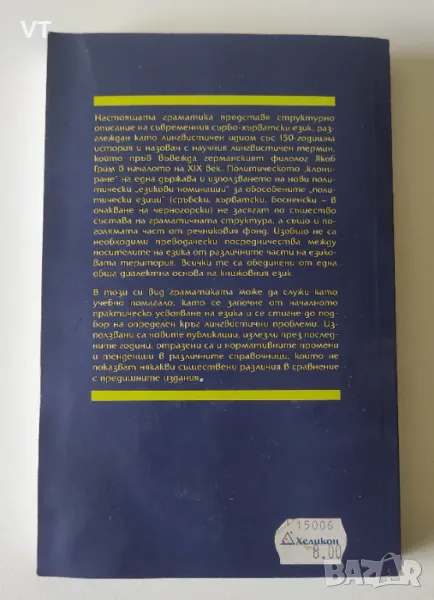 VT
Настоящата граматика представя структурно
описание на съвременния сърбо-хърватски език, раз-
глеждан като лингвистичен идиом със 150-годишна
история и назован с научния лингвистичен термин,
който пръв въвежда германският филолог Якоб
Грим в началото на XIX век. Политическото „клони-
ране" на една държава и използването на нови поли-
тически „езикови номинации" за обособените „поли-
тически езици" (сръбски, хърватски, босненски – в
очакване на черногорски) не засягат по същество
състава на граматичната структура, а също и по-
голямата част от речниковия фонд. Изобщо не са
необходими преводачески посредничества между
носителите на езика от различните части на езико-
вата територия. Всички те са обединени от една
обща диалектна основа на книжовния език.
В този си вид граматиката може да служи като
учебно помагало, като се започне от началното
практическо усвояване на езика и се стигне до под-
бор на определен кръг лингвистични проблеми. Из-
ползвани са новите публикации, излезли през послед-
ните години, отразени са и нормативните промени
и тенденции в различните справочници, които не
показват някакви съществени различия в сравнение
с предишните издания.
15006
Хеликон
8.00
BAZAR